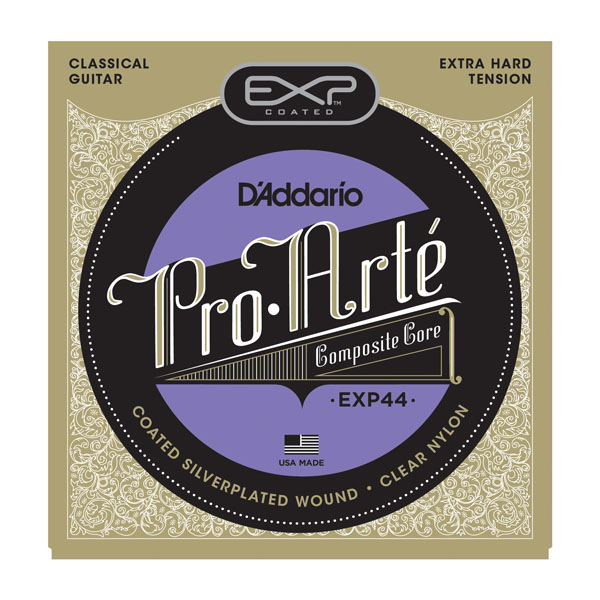 CLASSICAL
GUITAR
EXP™
COATED
EXTRA HARD
TENSION
D'Addario
Pro·Arté
Composite Core
·EXP44·
USA MADE
COATED SILVERPLATED WOUND · CLEAR NYLON